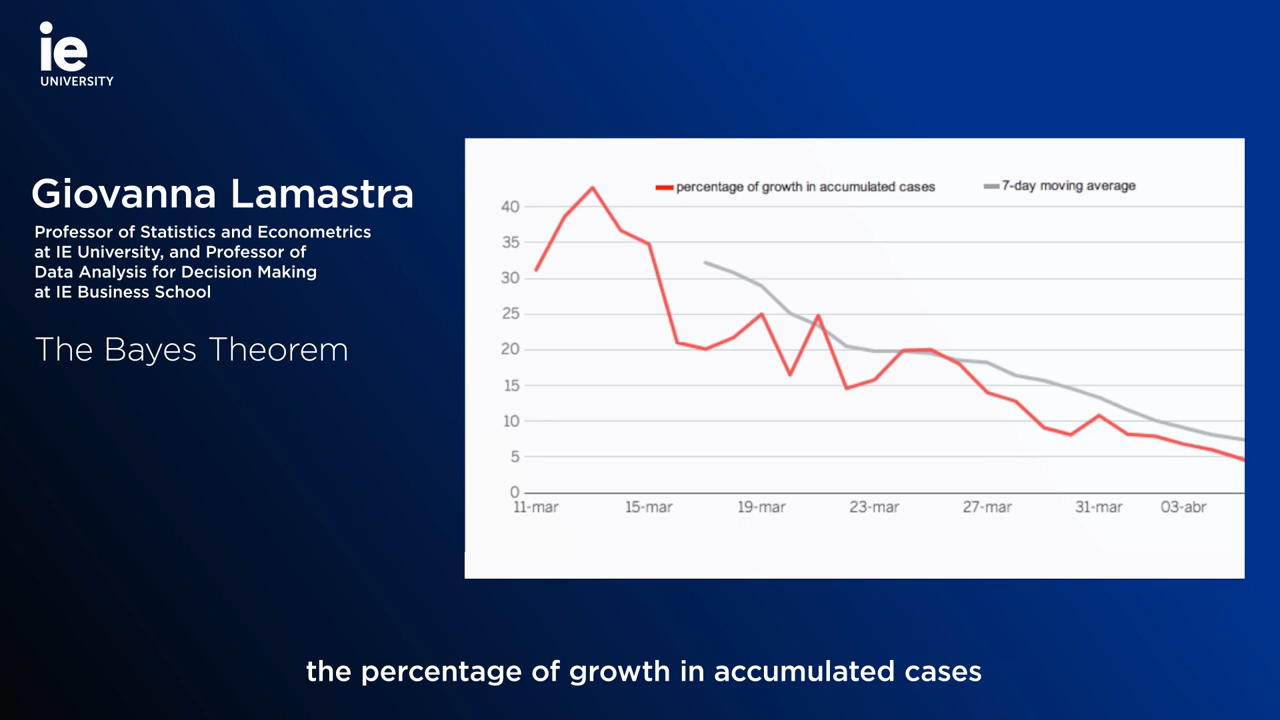 ie
UNIVERSITY
Giovanna Lamastra
Professor of Statistics and Econometrics
at IE University, and Professor of
Data Analysis for Decision Making
at IE Business School
The Bayes Theorem
percentage of growth in accumulated cases
7-day moving average
40
35
30
25
20
15
10
5
0
11-mar
15-mar
19-mar
23-mar
27-mar
31-mar
03-abr
the percentage of growth in accumulated cases